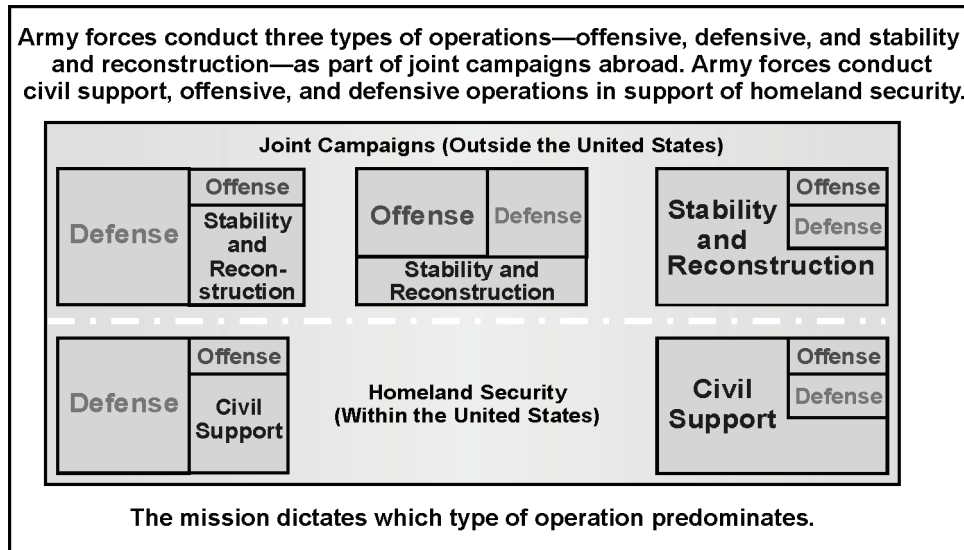 Army forces conduct three types of operations—offensive, defensive, and stability
and reconstruction—as part of joint campaigns abroad. Army forces conduct
civil support, offensive, and defensive operations in support of homeland security.
Joint Campaigns (Outside the United States)
Defense
Offense
Stability
and
Recon-
struction
Offense
Defense
Stability and
Reconstruction
Stability
and
Reconstruction
Offense
Defense
Defense
Offense
Civil
Support
Homeland Security
(Within the United States)
Civil
Support
Offense
Defense
The mission dictates which type of operation predominates.